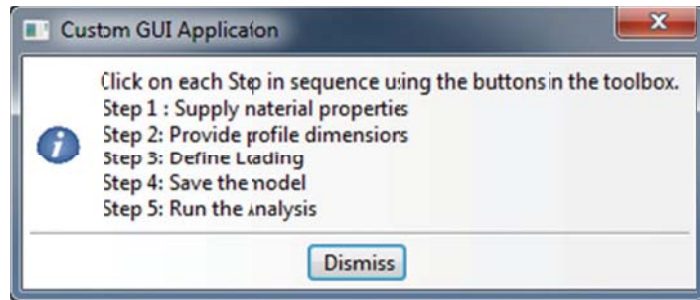 Custom GUI Application
Click on each Step in sequence using the buttons in the toolbox.
Step 1 : Supply material properties
Step 2: Provide profile dimensions
Step 3: Define Loading
Step 4: Save the model
Step 5: Run the Analysis
Dismiss